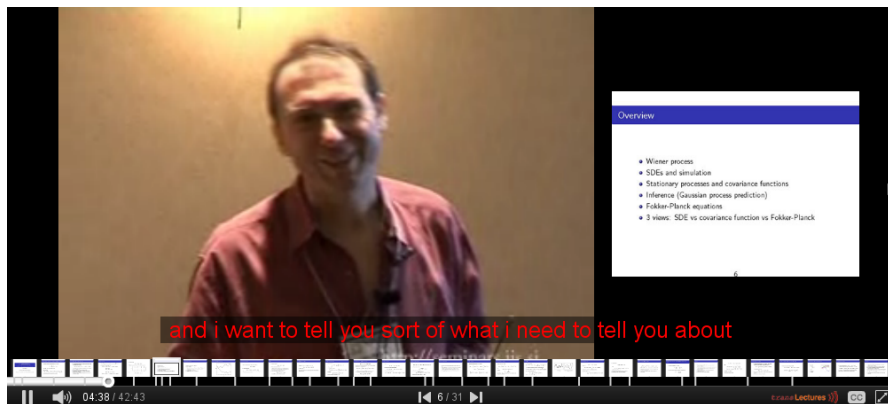 Overview
Wiener process
SDEs and simulation
Stationary processes and covariance functions
Inference (Gaussian process prediction)
Fokker-Planck equations
3 views: SDE vs covariance function vs Fokker-Planck
6
and i want to tell you sort of what i need to tell you about
04:38 / 42:43
6 / 31
Lectures
CC